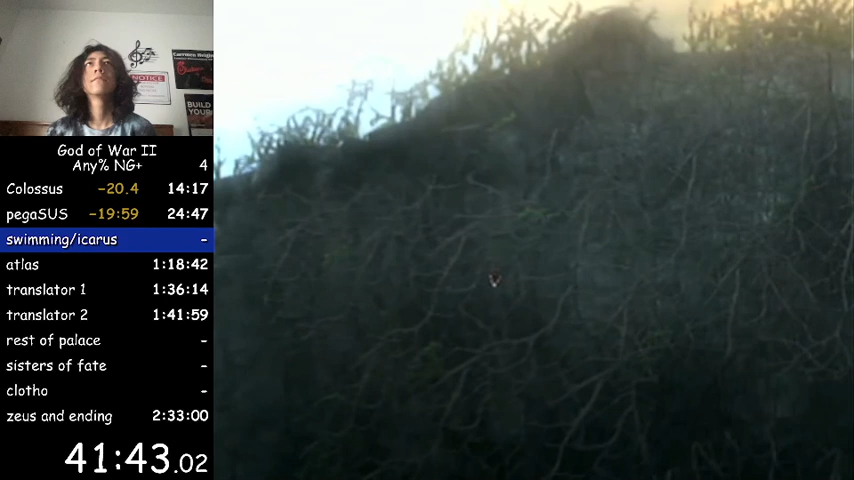 NOTICE
BUILD
YOUR
God of War II
Any% NG+ 4
Colossus -20.4 14:17
pegaSUS -19:59 24:47
swimming/icarus -
atlas 1:18:42
translator 1 1:36:14
translator 2 1:41:59
rest of palace -
sisters of fate -
clotho -
zeus and ending 2:33:00
41:43.02